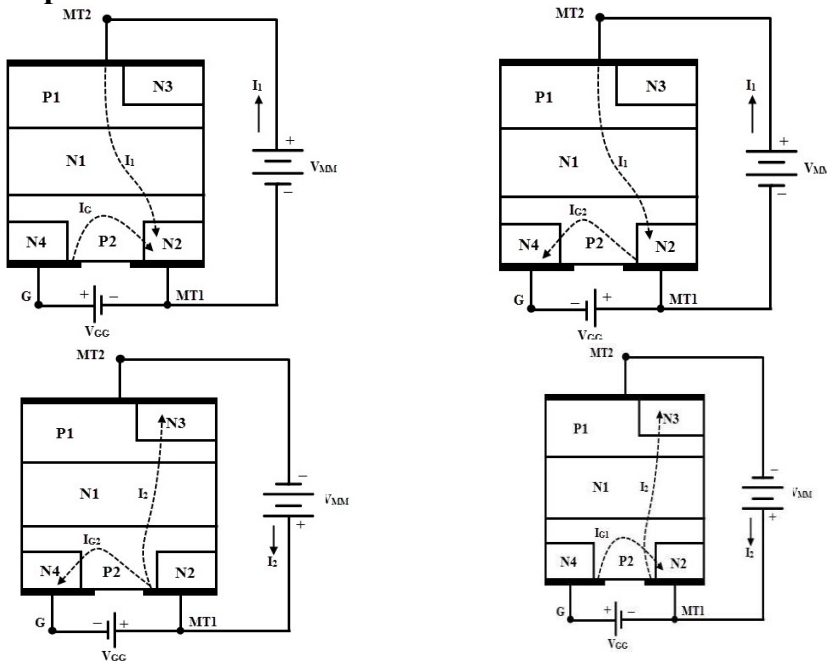 MT2
N3
P1
I1
+
N1
I1
VMM
−
IG
N4
P2
N2
+
−
G
MT1
VGG
MT2
N3
P1
I1
+
N1
I1
VMM
−
IG2
N4
P2
N2
−
+
G
MT1
VGG
MT2
N3
P1
−
N1
I2
VMM
+
IG2
I2
N4
P2
N2
G
−
+
MT1
VGG
MT2
N3
P1
−
N1
I2
VMM
+
IG1
I2
N4
P2
N2
G
+
−
MT1
VGG